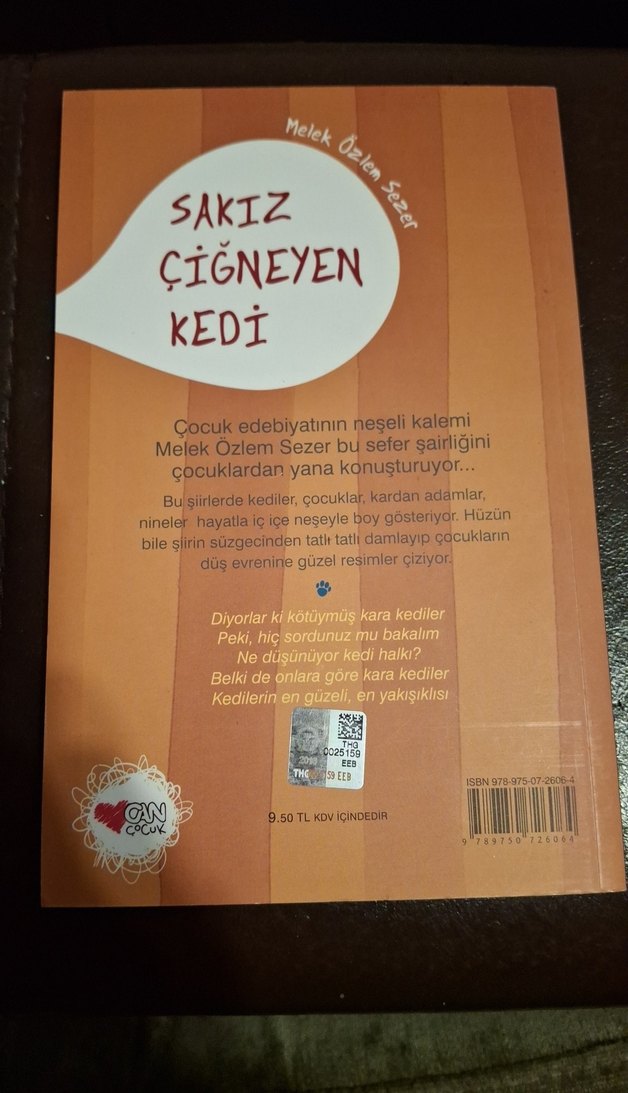 Melek Özlem Sezer
SAKIZ
ÇİĞNEYEN
KEDİ
Çocuk edebiyatının neşeli kalemi
Melek Özlem Sezer bu sefer şairliğini
çocuklardan yana konuşturuyor...
Bu şiirlerde kediler, çocuklar, kardan adamlar,
nineler hayatla iç içe neşeyle boy gösteriyor. Hüzün
bile şiirin süzgecinden tatlı tatlı damlayıp çocukların
düş evrenine güzel resimler çiziyor.
Diyorlar ki kötüymüş kara kediler
Peki, hiç sordunuz mu bakalım
Ne düşünüyor kedi halkı?
Belki de onlara göre kara kediler
Kedilerin en güzeli, en yakışıklısı
THG
0025159
EEB
159 EEB
CAN
ÇOCUK
9.50 TL KDV İÇİNDEDİR
ISBN 978-975-07-2606-4
9 789750 726064